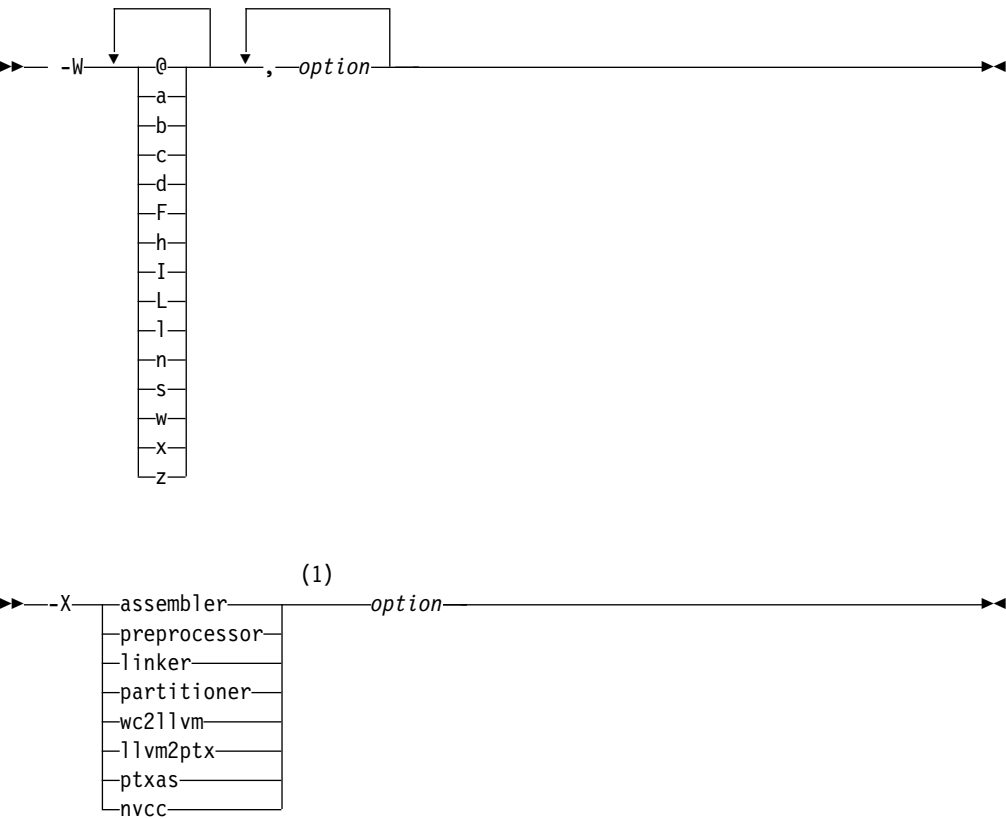 -W @ , option
a
b
c
d
F
h
I
L
l
n
s
w
x
z
(1)
-X assembler option
preprocessor
linker
partitioner
wc2llvm
llvm2ptx
ptxas
nvcc